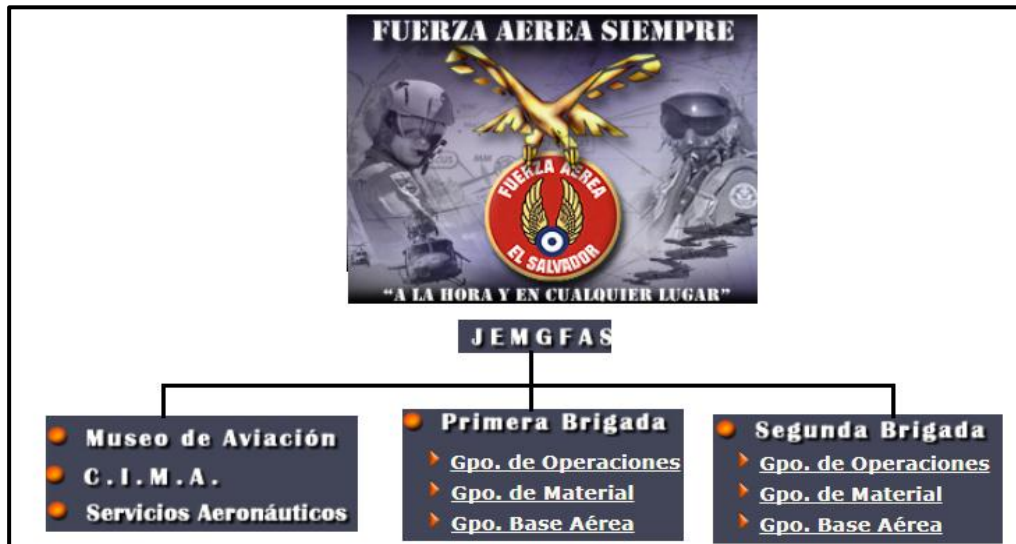 FUERZA AEREA SIEMPRE
FUERZA AEREA
EL SALVADOR
"A LA HORA Y EN CUALQUIER LUGAR"
JEMGFAS
Museo de Aviación
C.I.M.A.
Servicios Aeronáuticos
Primera Brigada
Gpo. de Operaciones
Gpo. de Material
Gpo. Base Aérea
Segunda Brigada
Gpo. de Operaciones
Gpo. de Material
Gpo. Base Aérea